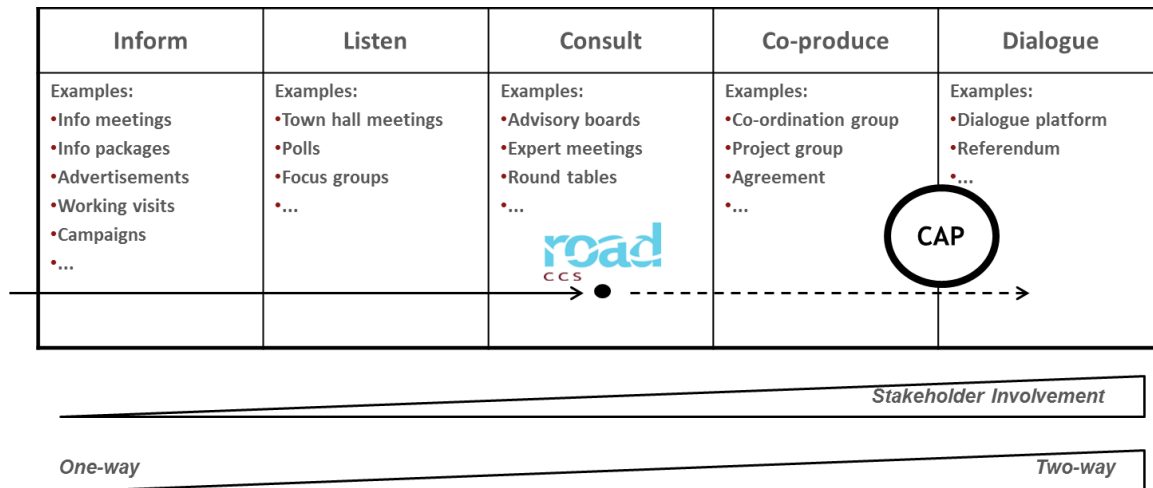 Inform
Listen
Consult
Co-produce
Dialogue
Examples:
•Info meetings
•Info packages
•Advertisements
•Working visits
•Campaigns
•...
Examples:
•Town hall meetings
•Polls
•Focus groups
•...
Examples:
•Advisory boards
•Expert meetings
•Round tables
•...
road
CCS
Examples:
•Co-ordination group
•Project group
•Agreement
•...
Examples:
•Dialogue platform
•Referendum
•...
CAP
Stakeholder Involvement
One-way
Two-way